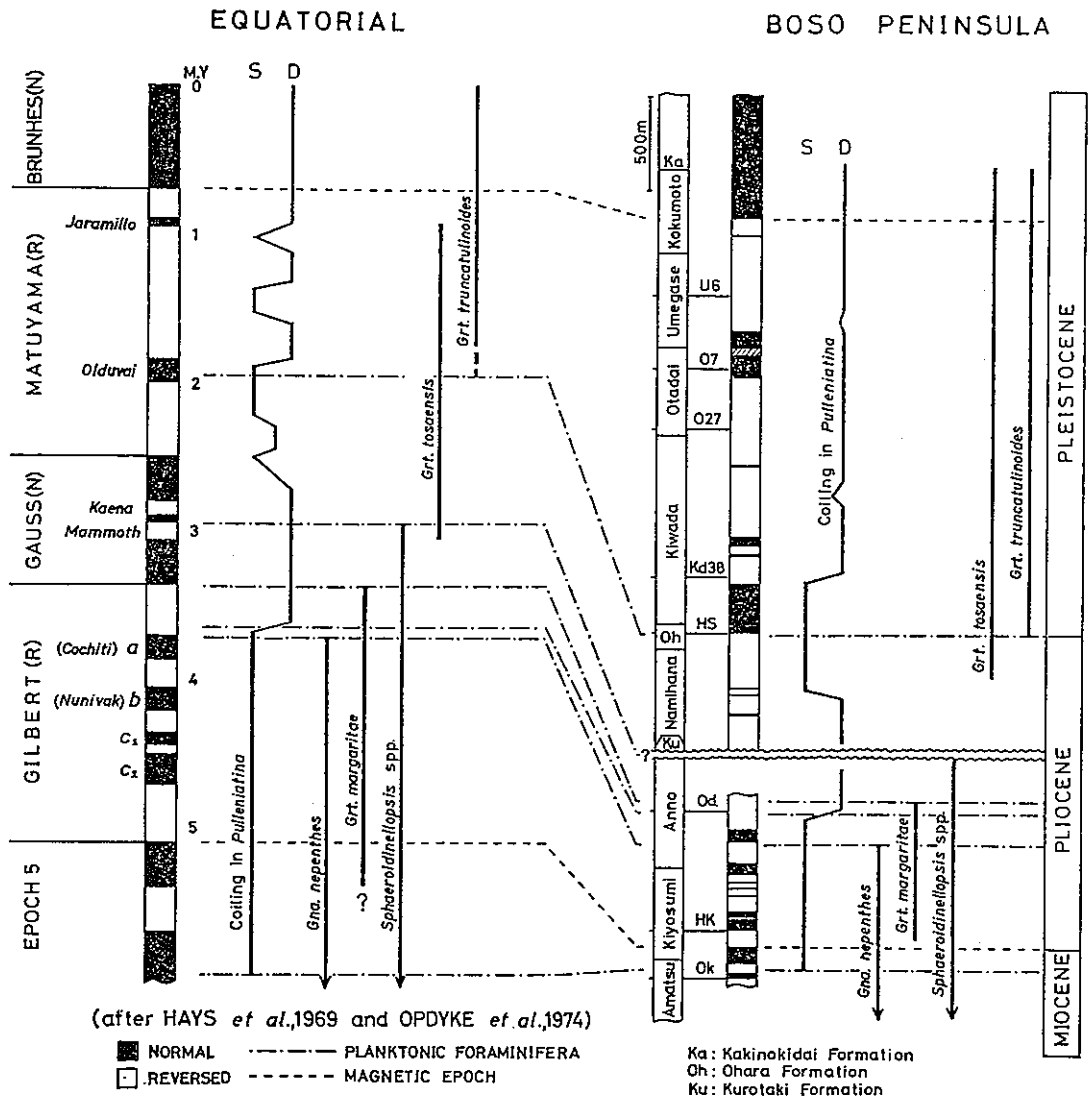 EQUATORIAL
BOSO PENINSULA
M.Y
S D
0
1
2
3
4
5
BRUNHES(N)
MATUYAMA(R)
GAUSS(N)
GILBERT(R)
EPOCH 5
Jaramillo
Olduvai
Kaena
Mammoth
(Cochiti) a
(Nunivak) b
C1
C2
Coiling in Pulleniatina
Gna. nepenthes
Grt. margaritae
?
Sphaeroidinellopsis spp.
Grt. tosaensis
Grt. truncatulinoides
500m
Ka
Kokumoto
Umegase
Otadai
Kiwada
Oh
Namihana
Ku
?
Anno
Kiyosumi
Amatsu
U6
O7
O27
Kd38
HS
Od.
HK
Ok
S D
Coiling in Pulleniatina
Grt. tosaensis
Grt. truncatulinoides
Gna. nepenthes
Grt. margaritae
Sphaeroidinellopsis spp.
PLEISTOCENE
PLIOCENE
MIOCENE
(after HAYS et al.,1969 and OPDYKE et.al.,1974)
NORMAL PLANKTONIC FORAMINIFERA
REVERSED MAGNETIC EPOCH
Ka: Kakinokidai Formation
Oh: Ohara Formation
Ku: Kurotaki Formation